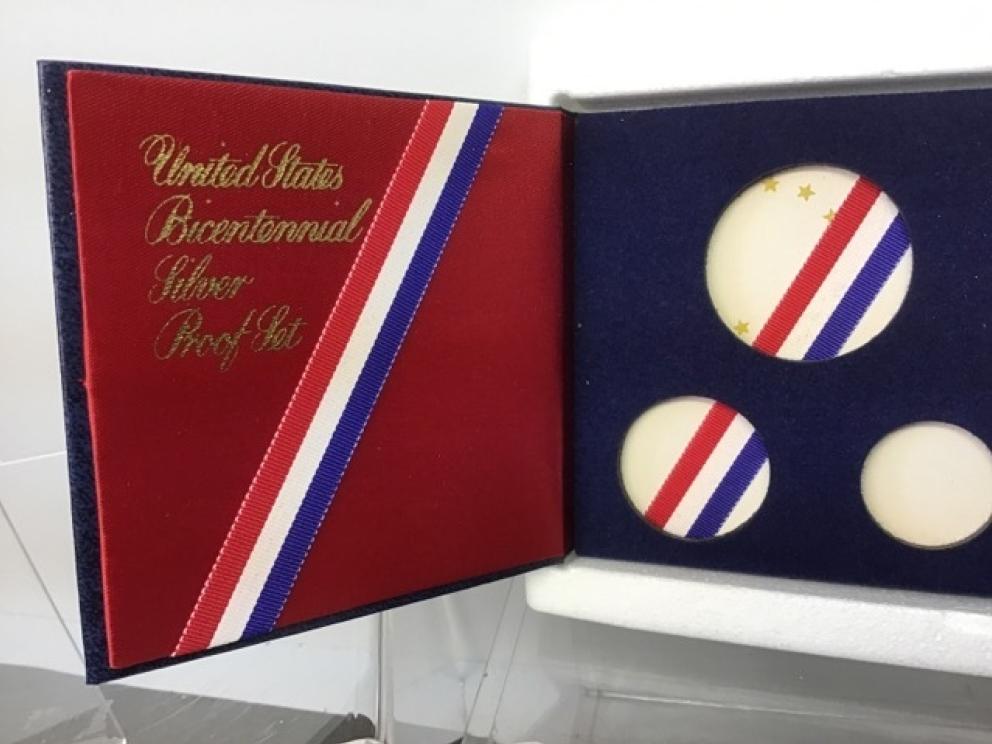 United States
Bicentennial
Silver
Proof Set